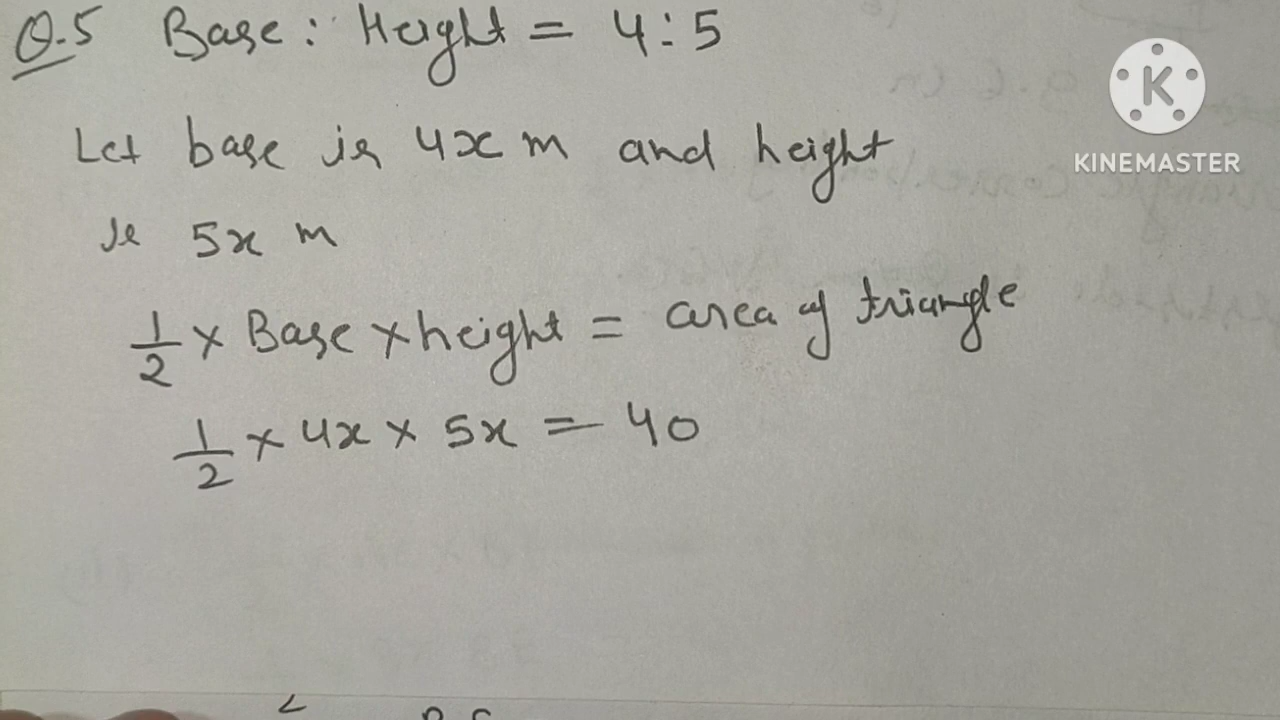 Q.5 Base : Height = 4 : 5
K
KINEMASTER
Let base is 4x m and height
is 5x m
1/2 × Base × height = area of triangle
1/2 × 4x × 5x = 40